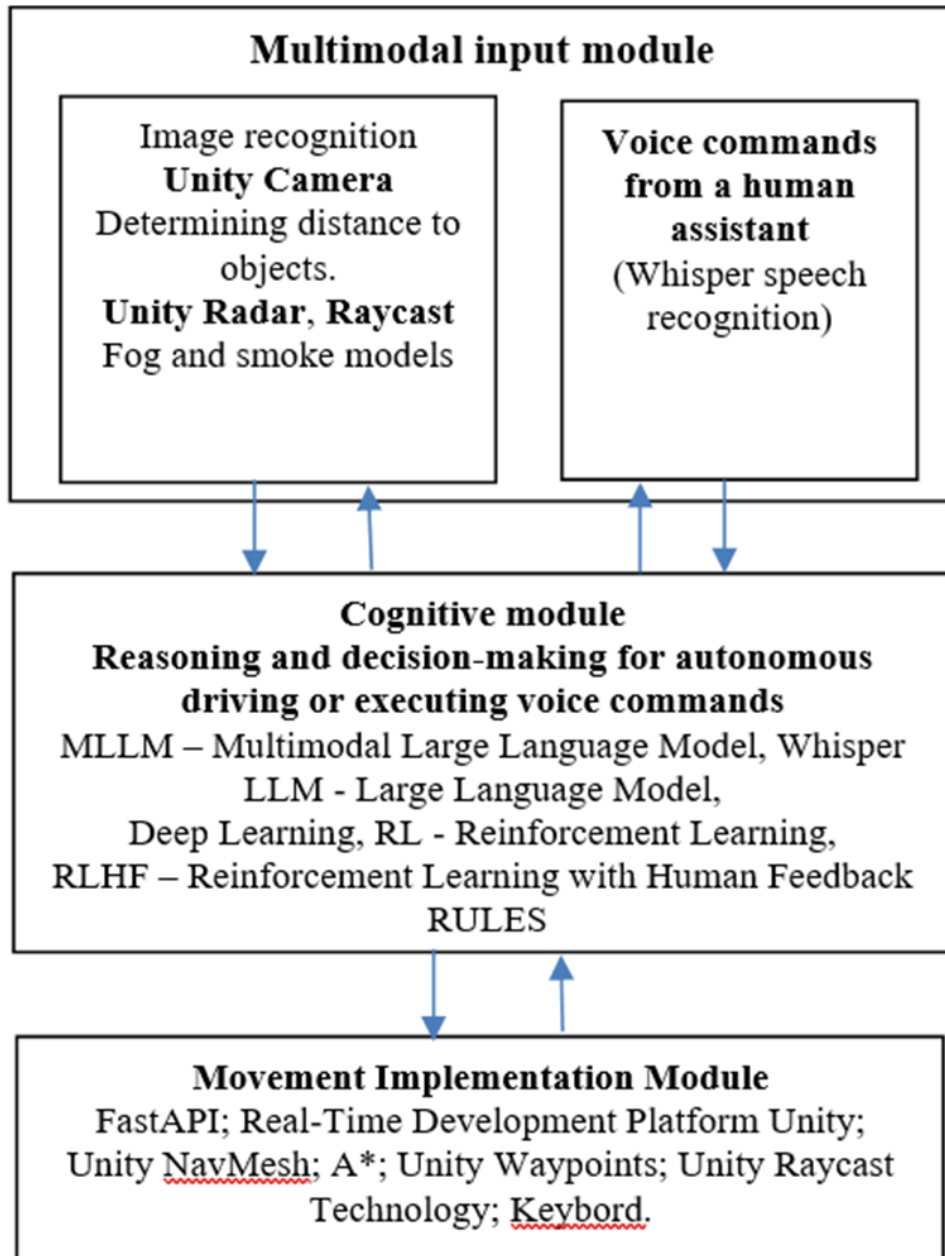 Multimodal input module
Image recognition
Unity Camera
Determining distance to
objects.
Unity Radar, Raycast
Fog and smoke models
Voice commands
from a human
assistant
(Whisper speech
recognition)
Cognitive module
Reasoning and decision-making for autonomous
driving or executing voice commands
MLLM – Multimodal Large Language Model, Whisper
LLM - Large Language Model,
Deep Learning, RL - Reinforcement Learning,
RLHF – Reinforcement Learning with Human Feedback
RULES
Movement Implementation Module
FastAPI; Real-Time Development Platform Unity;
Unity NavMesh; A*; Unity Waypoints; Unity Raycast
Technology; Keybord.